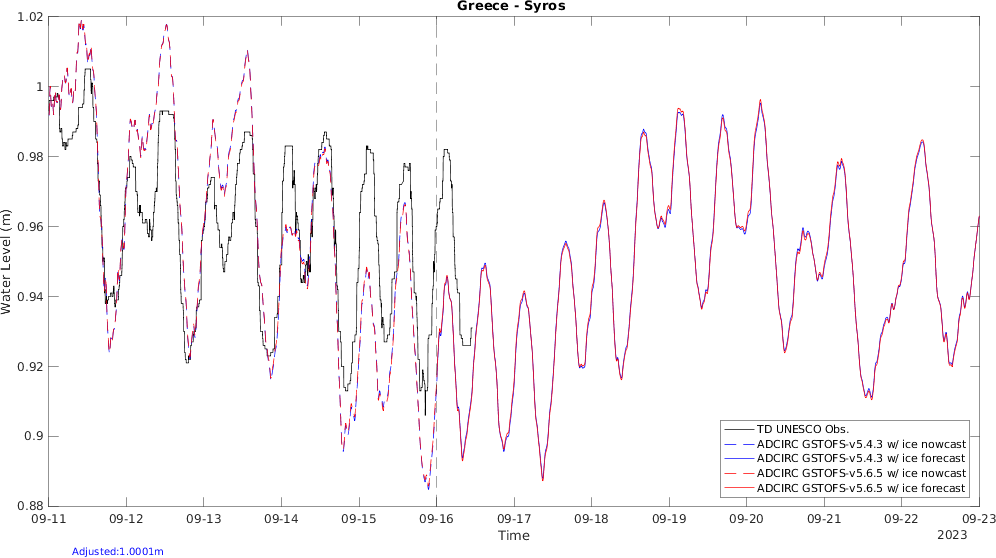 Greece - Syros
Water Level (m)
1.02
1
0.98
0.96
0.94
0.92
0.9
0.88
09-11
09-12
09-13
09-14
09-15
09-16
09-17
09-18
09-19
09-20
09-21
09-22
09-23
Time
2023
TD UNESCO Obs.
ADCIRC GSTOFS-v5.4.3 w/ ice nowcast
ADCIRC GSTOFS-v5.4.3 w/ ice forecast
ADCIRC GSTOFS-v5.6.5 w/ ice nowcast
ADCIRC GSTOFS-v5.6.5 w/ ice forecast
Adjusted:1.0001m